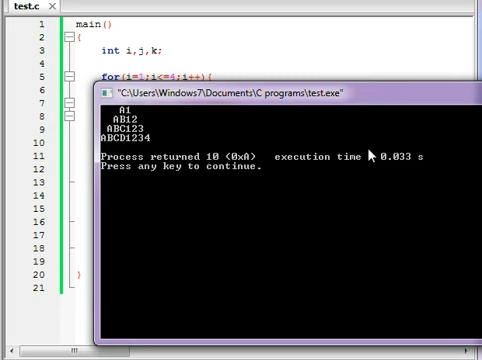 test.c
1 main()
2 {
3 int i,j,k;
4
5 for(i=1;i<=4;i++){
6
7
8
9
10
11
12
13
14
15
16
17
18
19
20 }
21
"C:\Users\Windows7\Documents\C programs\test.exe"
A1
AB12
ABC123
ABCD1234
Process returned 10 (0xA) execution time : 0.033 s
Press any key to continue.